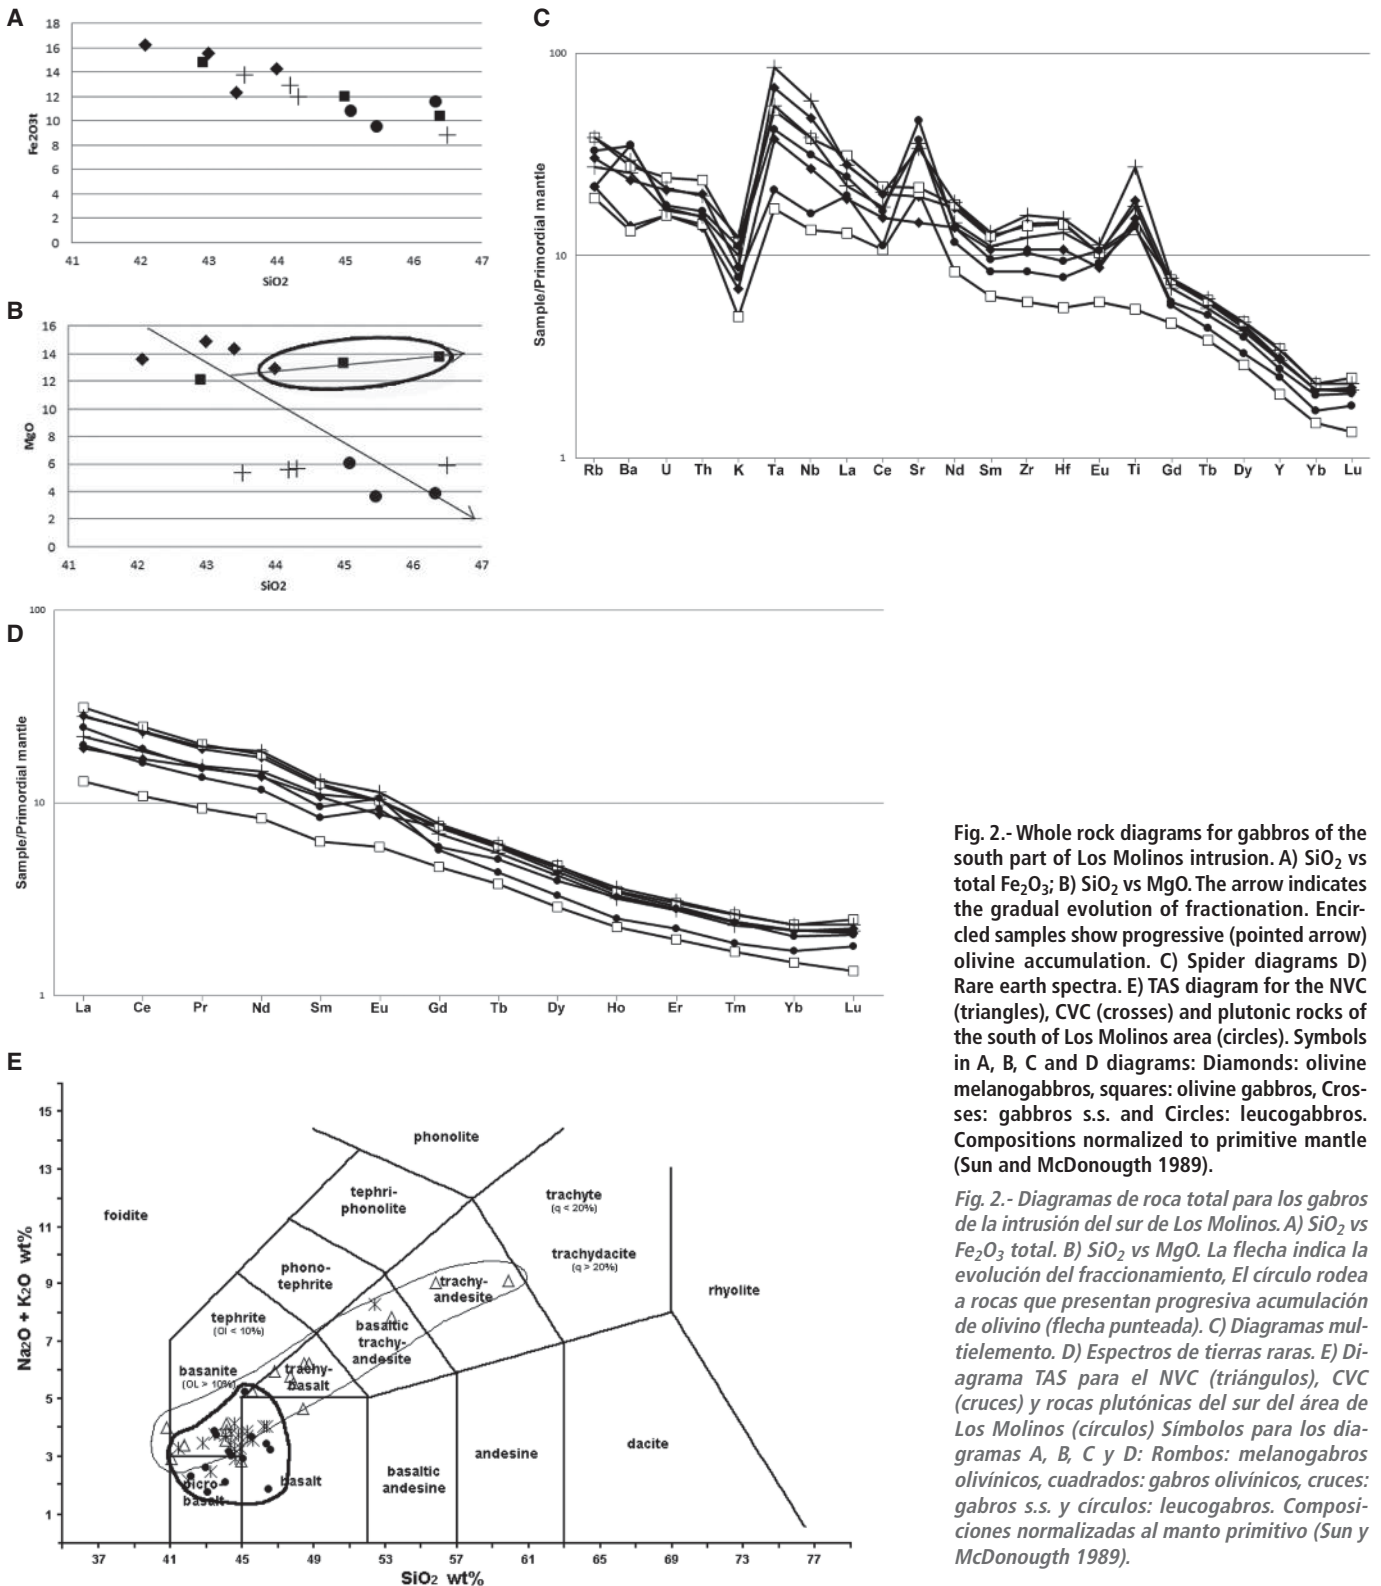 A
18
16
14
12
10
8
6
4
2
0
Fe2O3t
41 42 43 44 45 46 47
SiO2
B
16
14
12
10
8
6
4
2
0
MgO
41 42 43 44 45 46 47
SiO2
C
100
10
1
Sample/Primordial mantle
Rb Ba U Th K Ta Nb La Ce Sr Nd Sm Zr Hf Eu Ti Gd Tb Dy Y Yb Lu
D
100
10
1
Sample/Primordial mantle
La Ce Pr Nd Sm Eu Gd Tb Dy Ho Er Tm Yb Lu
E
15
13
11
9
7
5
3
1
Na2O + K2O wt%
phonolite
foidite
tephri-
phonolite
trachyte
(q < 20%)
trachydacite
(q > 20%)
phono-
tephrite
trachy-
andesite
rhyolite
tephrite
(Ol < 10%)
basaltic
trachy-
andesite
basanite
(OL > 10%)
trachy-
basalt
picro-
basalt
basalt
basaltic
andesine
andesine
dacite
37 41 45 49 53 57 61 65 69 73 77
SiO2 wt%
Fig. 2.- Whole rock diagrams for gabbros of the
south part of Los Molinos intrusion. A) SiO2 vs
total Fe2O3; B) SiO2 vs MgO. The arrow indicates
the gradual evolution of fractionation. Encir-
cled samples show progressive (pointed arrow)
olivine accumulation. C) Spider diagrams D)
Rare earth spectra. E) TAS diagram for the NVC
(triangles), CVC (crosses) and plutonic rocks of
the south of Los Molinos area (circles). Symbols
in A, B, C and D diagrams: Diamonds: olivine
melanogabbros, squares: olivine gabbros, Cros-
ses: gabbros s.s. and Circles: leucogabbros.
Compositions normalized to primitive mantle
(Sun and McDonougth 1989).
Fig. 2.- Diagramas de roca total para los gabros
de la intrusión del sur de Los Molinos. A) SiO2 vs
Fe2O3 total. B) SiO2 vs MgO. La flecha indica la
evolución del fraccionamiento, El círculo rodea
a rocas que presentan progresiva acumulación
de olivino (flecha punteada). C) Diagramas mul-
tielemento. D) Espectros de tierras raras. E) Di-
agrama TAS para el NVC (triángulos), CVC
(cruces) y rocas plutónicas del sur del área de
Los Molinos (círculos) Símbolos para los dia-
gramas A, B, C y D: Rombos: melanogabros
olivínicos, cuadrados: gabros olivínicos, cruces:
gabros s.s. y círculos: leucogabros. Composi-
ciones normalizadas al manto primitivo (Sun y
McDonougth 1989).